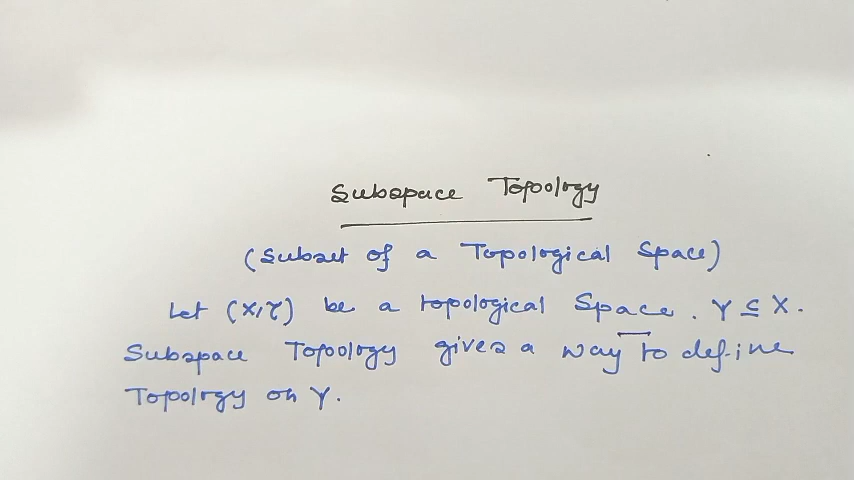 Subspace Topology
(Subset of a Topological Space)
Let (X,τ) be a topological Space. Y ⊆ X.
Subspace Topology gives a way to define
Topology on Y.